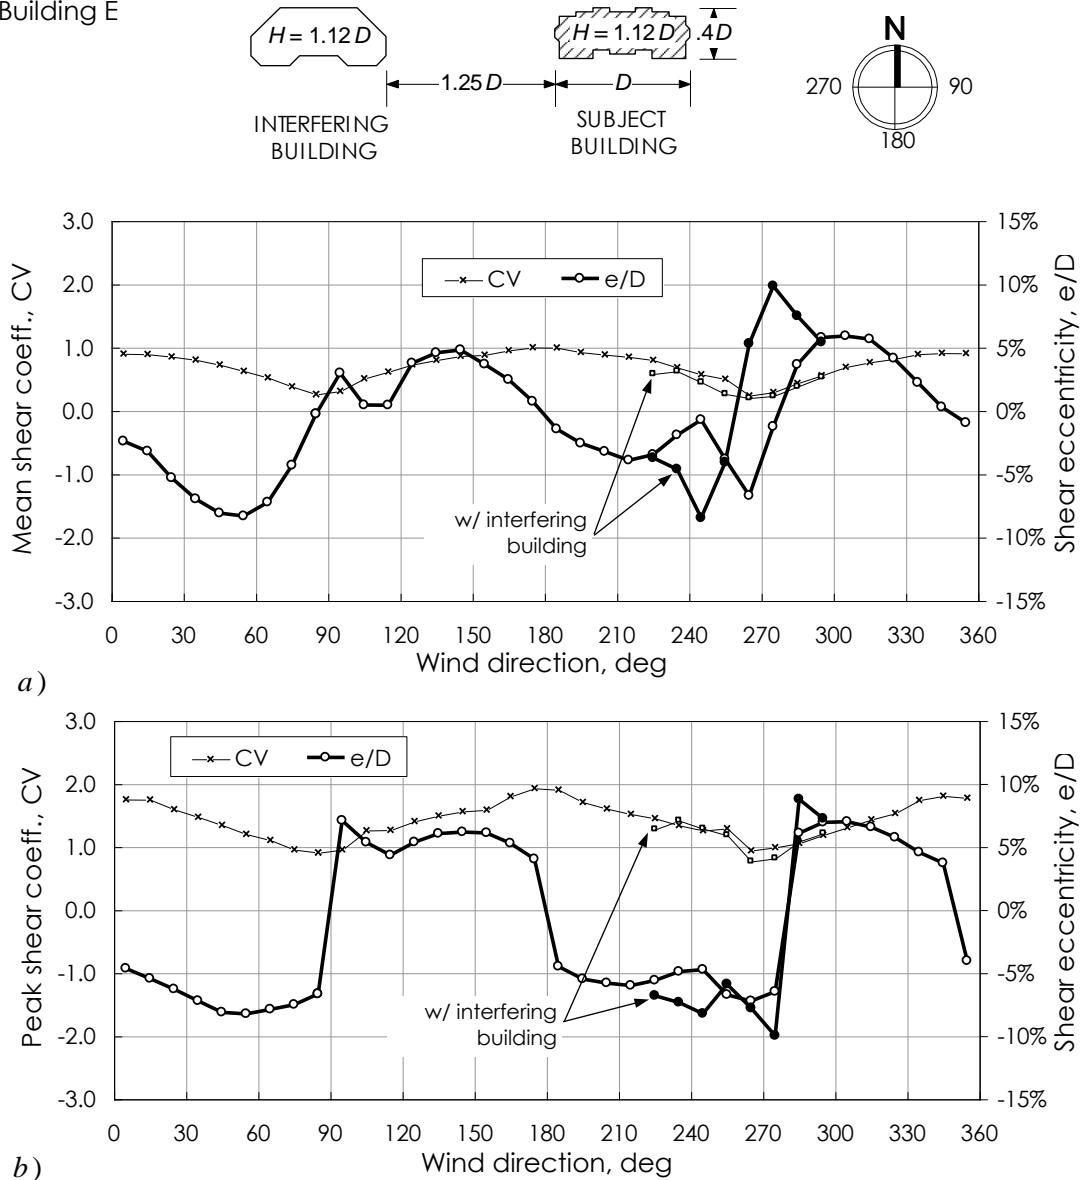 Building E
H = 1.12 D
H = 1.12 D
.4D
1.25 D
D
INTERFERING
BUILDING
SUBJECT
BUILDING
N
270
90
180
3.0
2.0
1.0
0.0
-1.0
-2.0
-3.0
Mean shear coeff., CV
CV
e/D
w/ interfering
building
15%
10%
5%
0%
-5%
-10%
-15%
Shear eccentricity, e/D
0 30 60 90 120 150 180 210 240 270 300 330 360
Wind direction, deg
a)
3.0
2.0
1.0
0.0
-1.0
-2.0
-3.0
Peak shear coeff., CV
CV
e/D
w/ interfering
building
15%
10%
5%
0%
-5%
-10%
-15%
Shear eccentricity, e/D
0 30 60 90 120 150 180 210 240 270 300 330 360
Wind direction, deg
b)